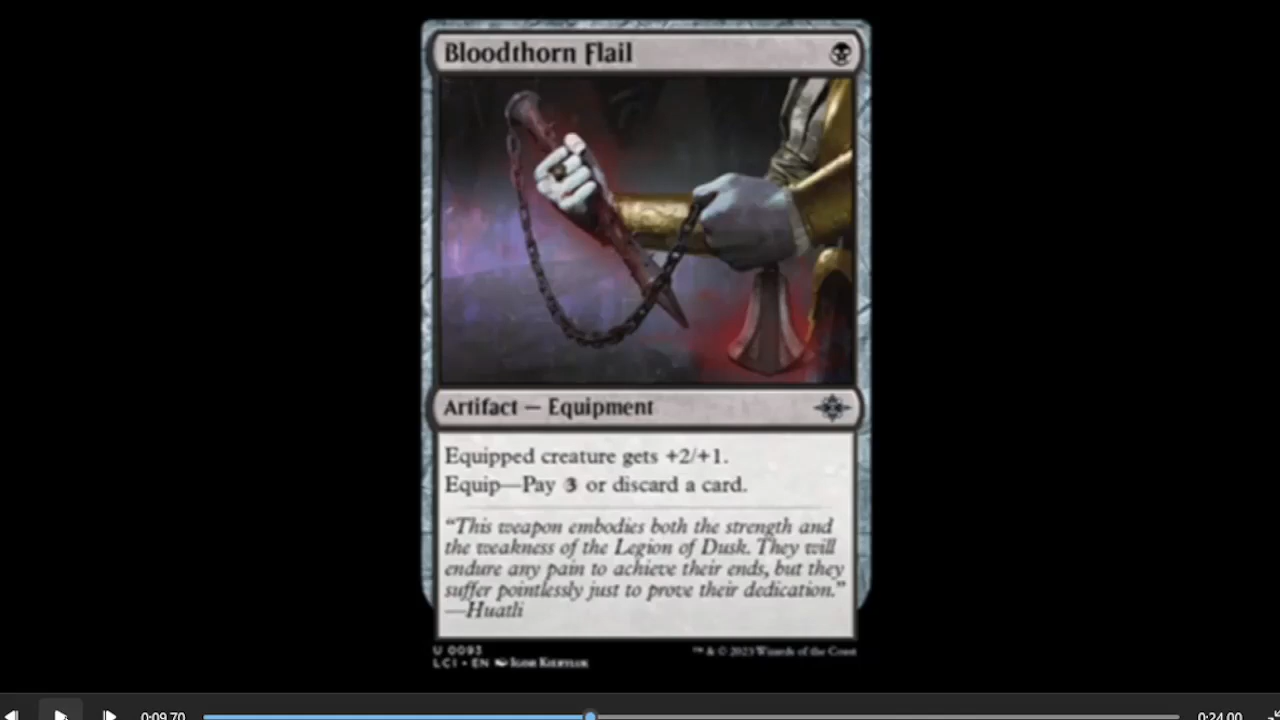 Bloodthorn Flail
Artifact — Equipment
Equipped creature gets +2/+1.
Equip—Pay 3 or discard a card.
"This weapon embodies both the strength and
the weakness of the Legion of Dusk. They will
endure any pain to achieve their ends, but they
suffer pointlessly just to prove their dedication."
—Huatli
U 0093
™ & © 2023 Wizards of the Coast
LCI • EN
0:09.70
0:24.00